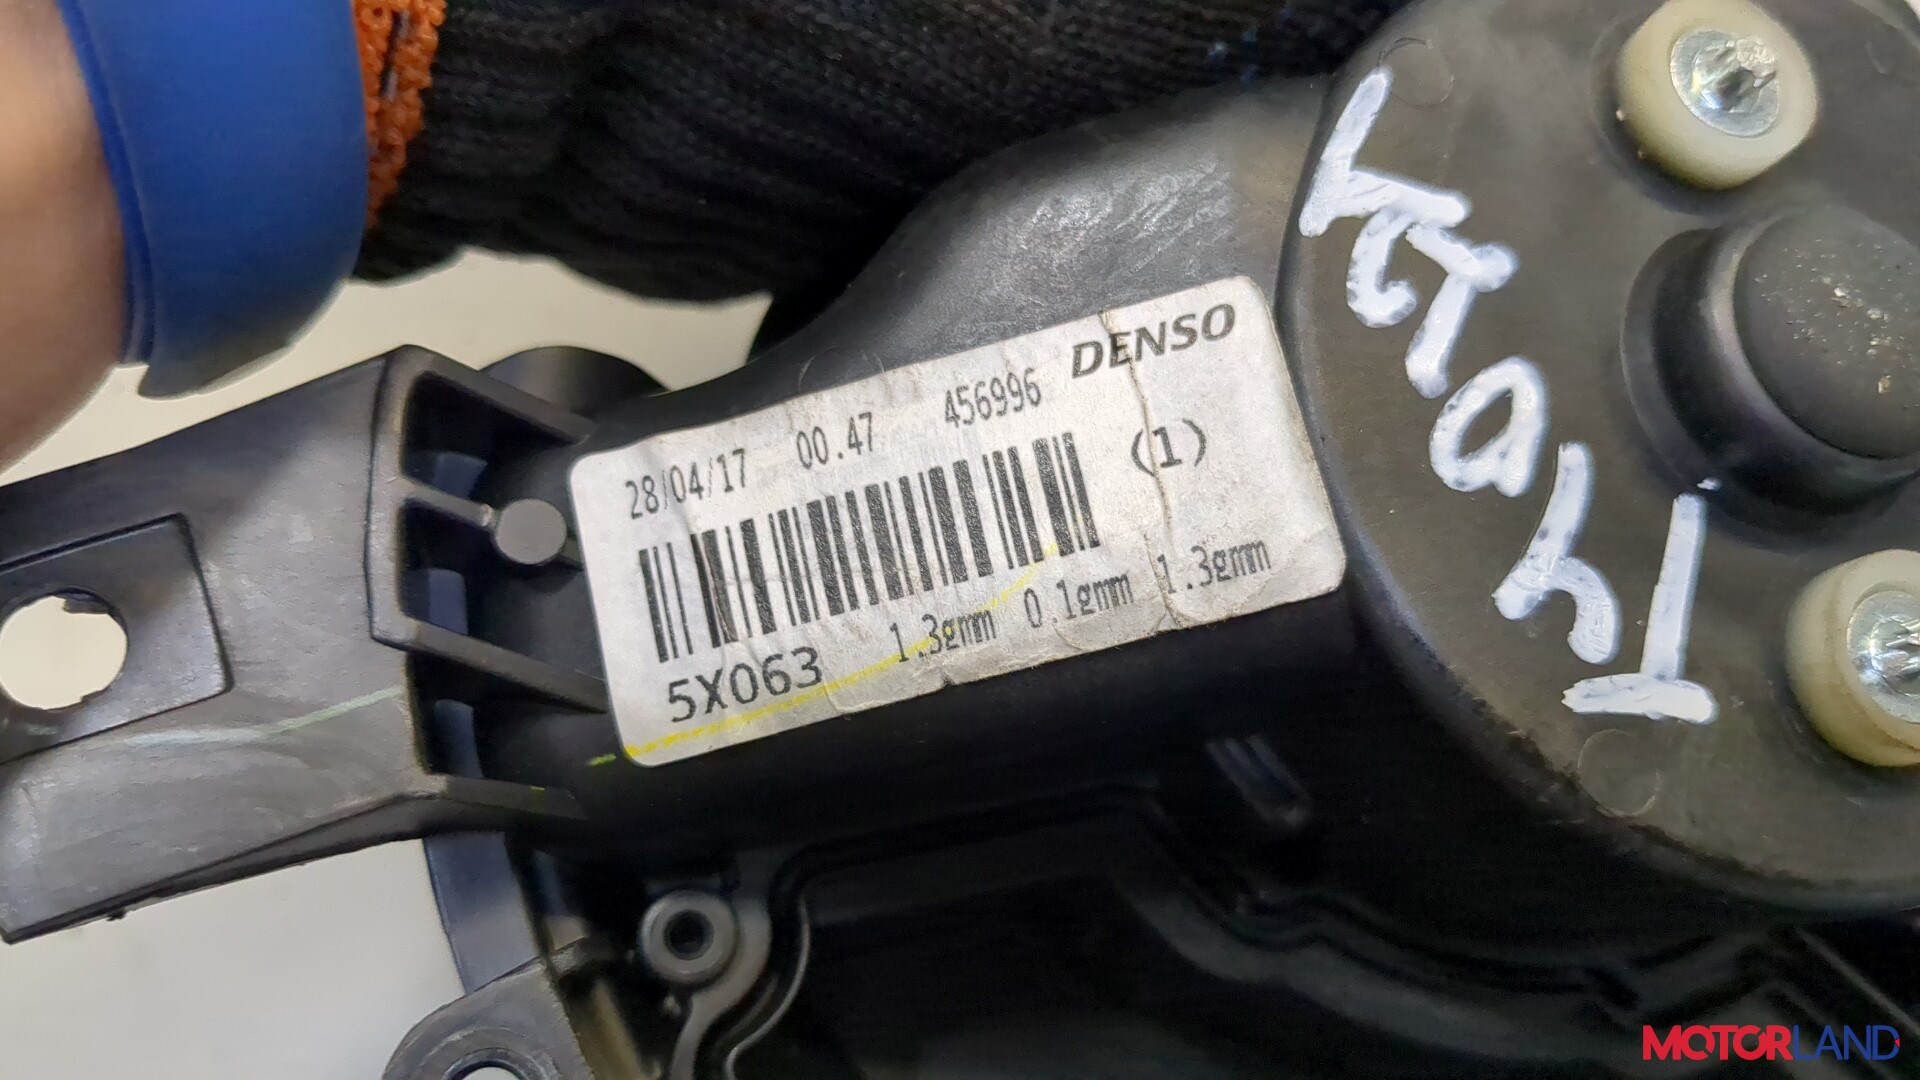 DENSO
28/04/17 00.47 456996
(1)
5X063 1.3gmm 0.1gmm 1.3gmm
MOTORLAND